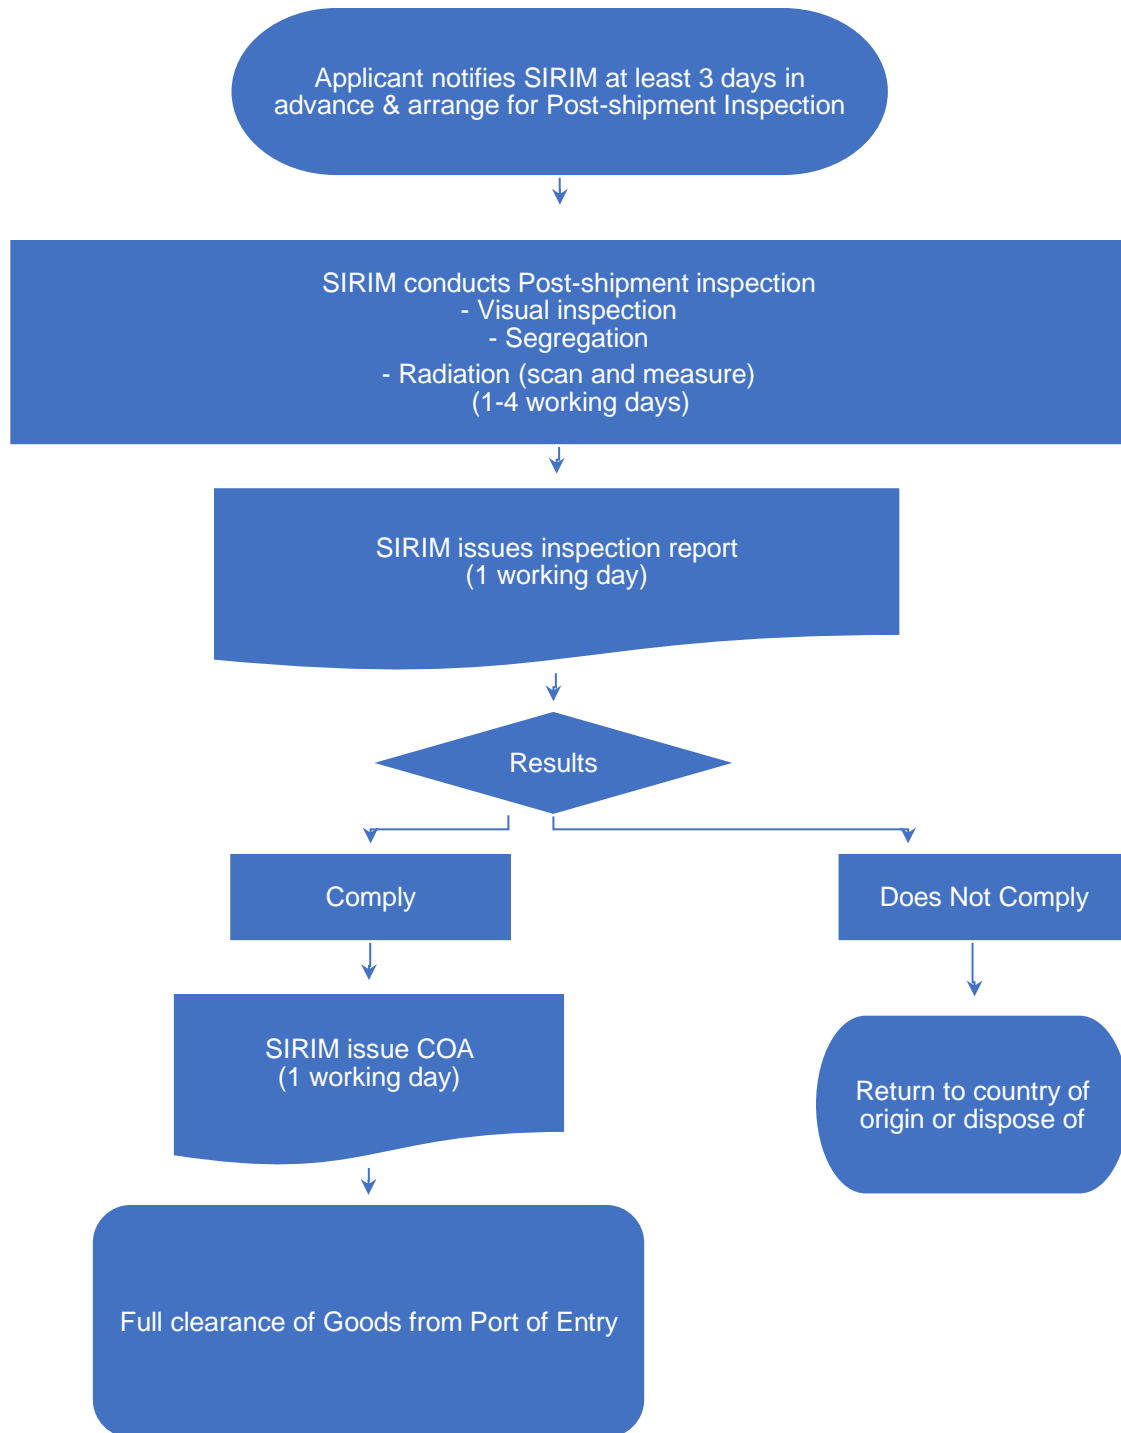 Applicant notifies SIRIM at least 3 days in
advance & arrange for Post-shipment Inspection
SIRIM conducts Post-shipment inspection
- Visual inspection
- Segregation
- Radiation (scan and measure)
(1-4 working days)
SIRIM issues inspection report
(1 working day)
Results
Comply
Does Not Comply
SIRIM issue COA
(1 working day)
Return to country of
origin or dispose of
Full clearance of Goods from Port of Entry